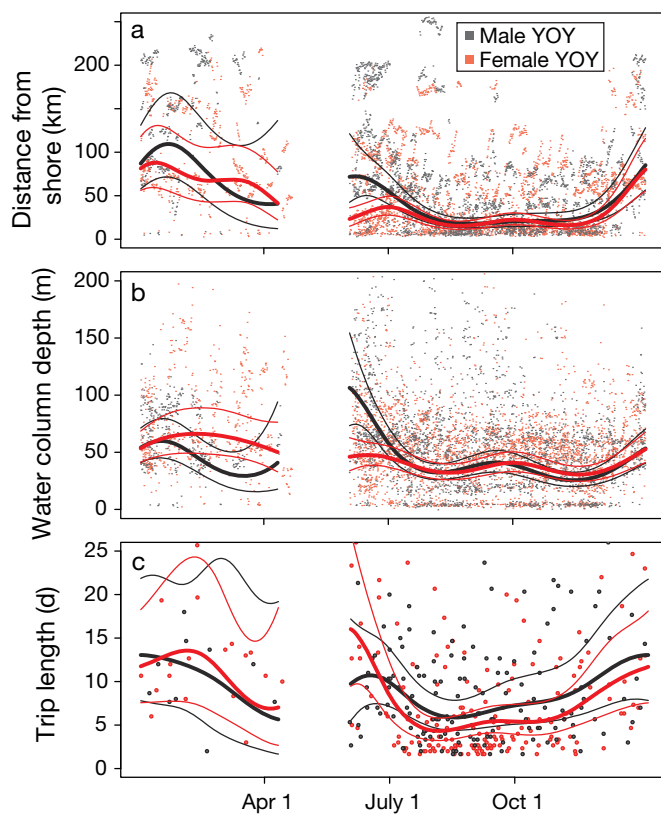 a
Male YOY
Female YOY
Distance from
shore (km)
200
150
100
50
0
b
Water column depth (m)
200
150
100
50
0
c
Trip length (d)
25
20
15
10
5
0
Apr 1
July 1
Oct 1